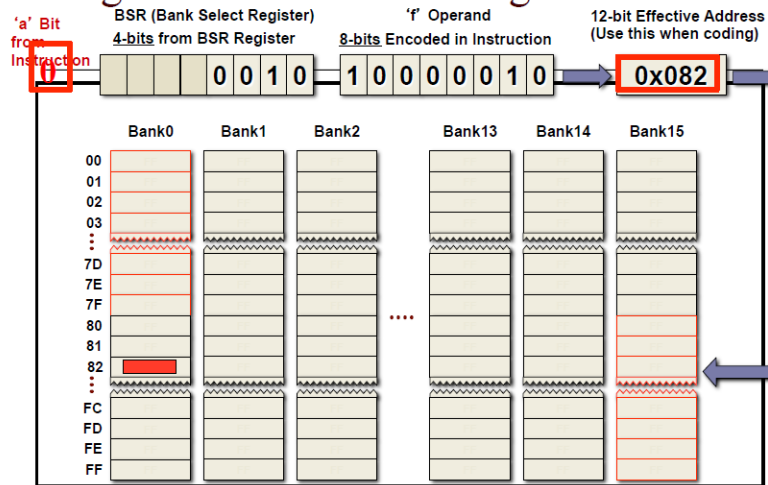 'a' Bit
from
Instruction
BSR (Bank Select Register)
4-bits from BSR Register
'f' Operand
8-bits Encoded in Instruction
12-bit Effective Address
(Use this when coding)
0
0 0 1 0
1 0 0 0 0 0 1 0
0x082
Bank0 Bank1 Bank2 Bank13 Bank14 Bank15
00
01
02
03
7D
7E
7F
....
80
81
82
FC
FD
FE
FF